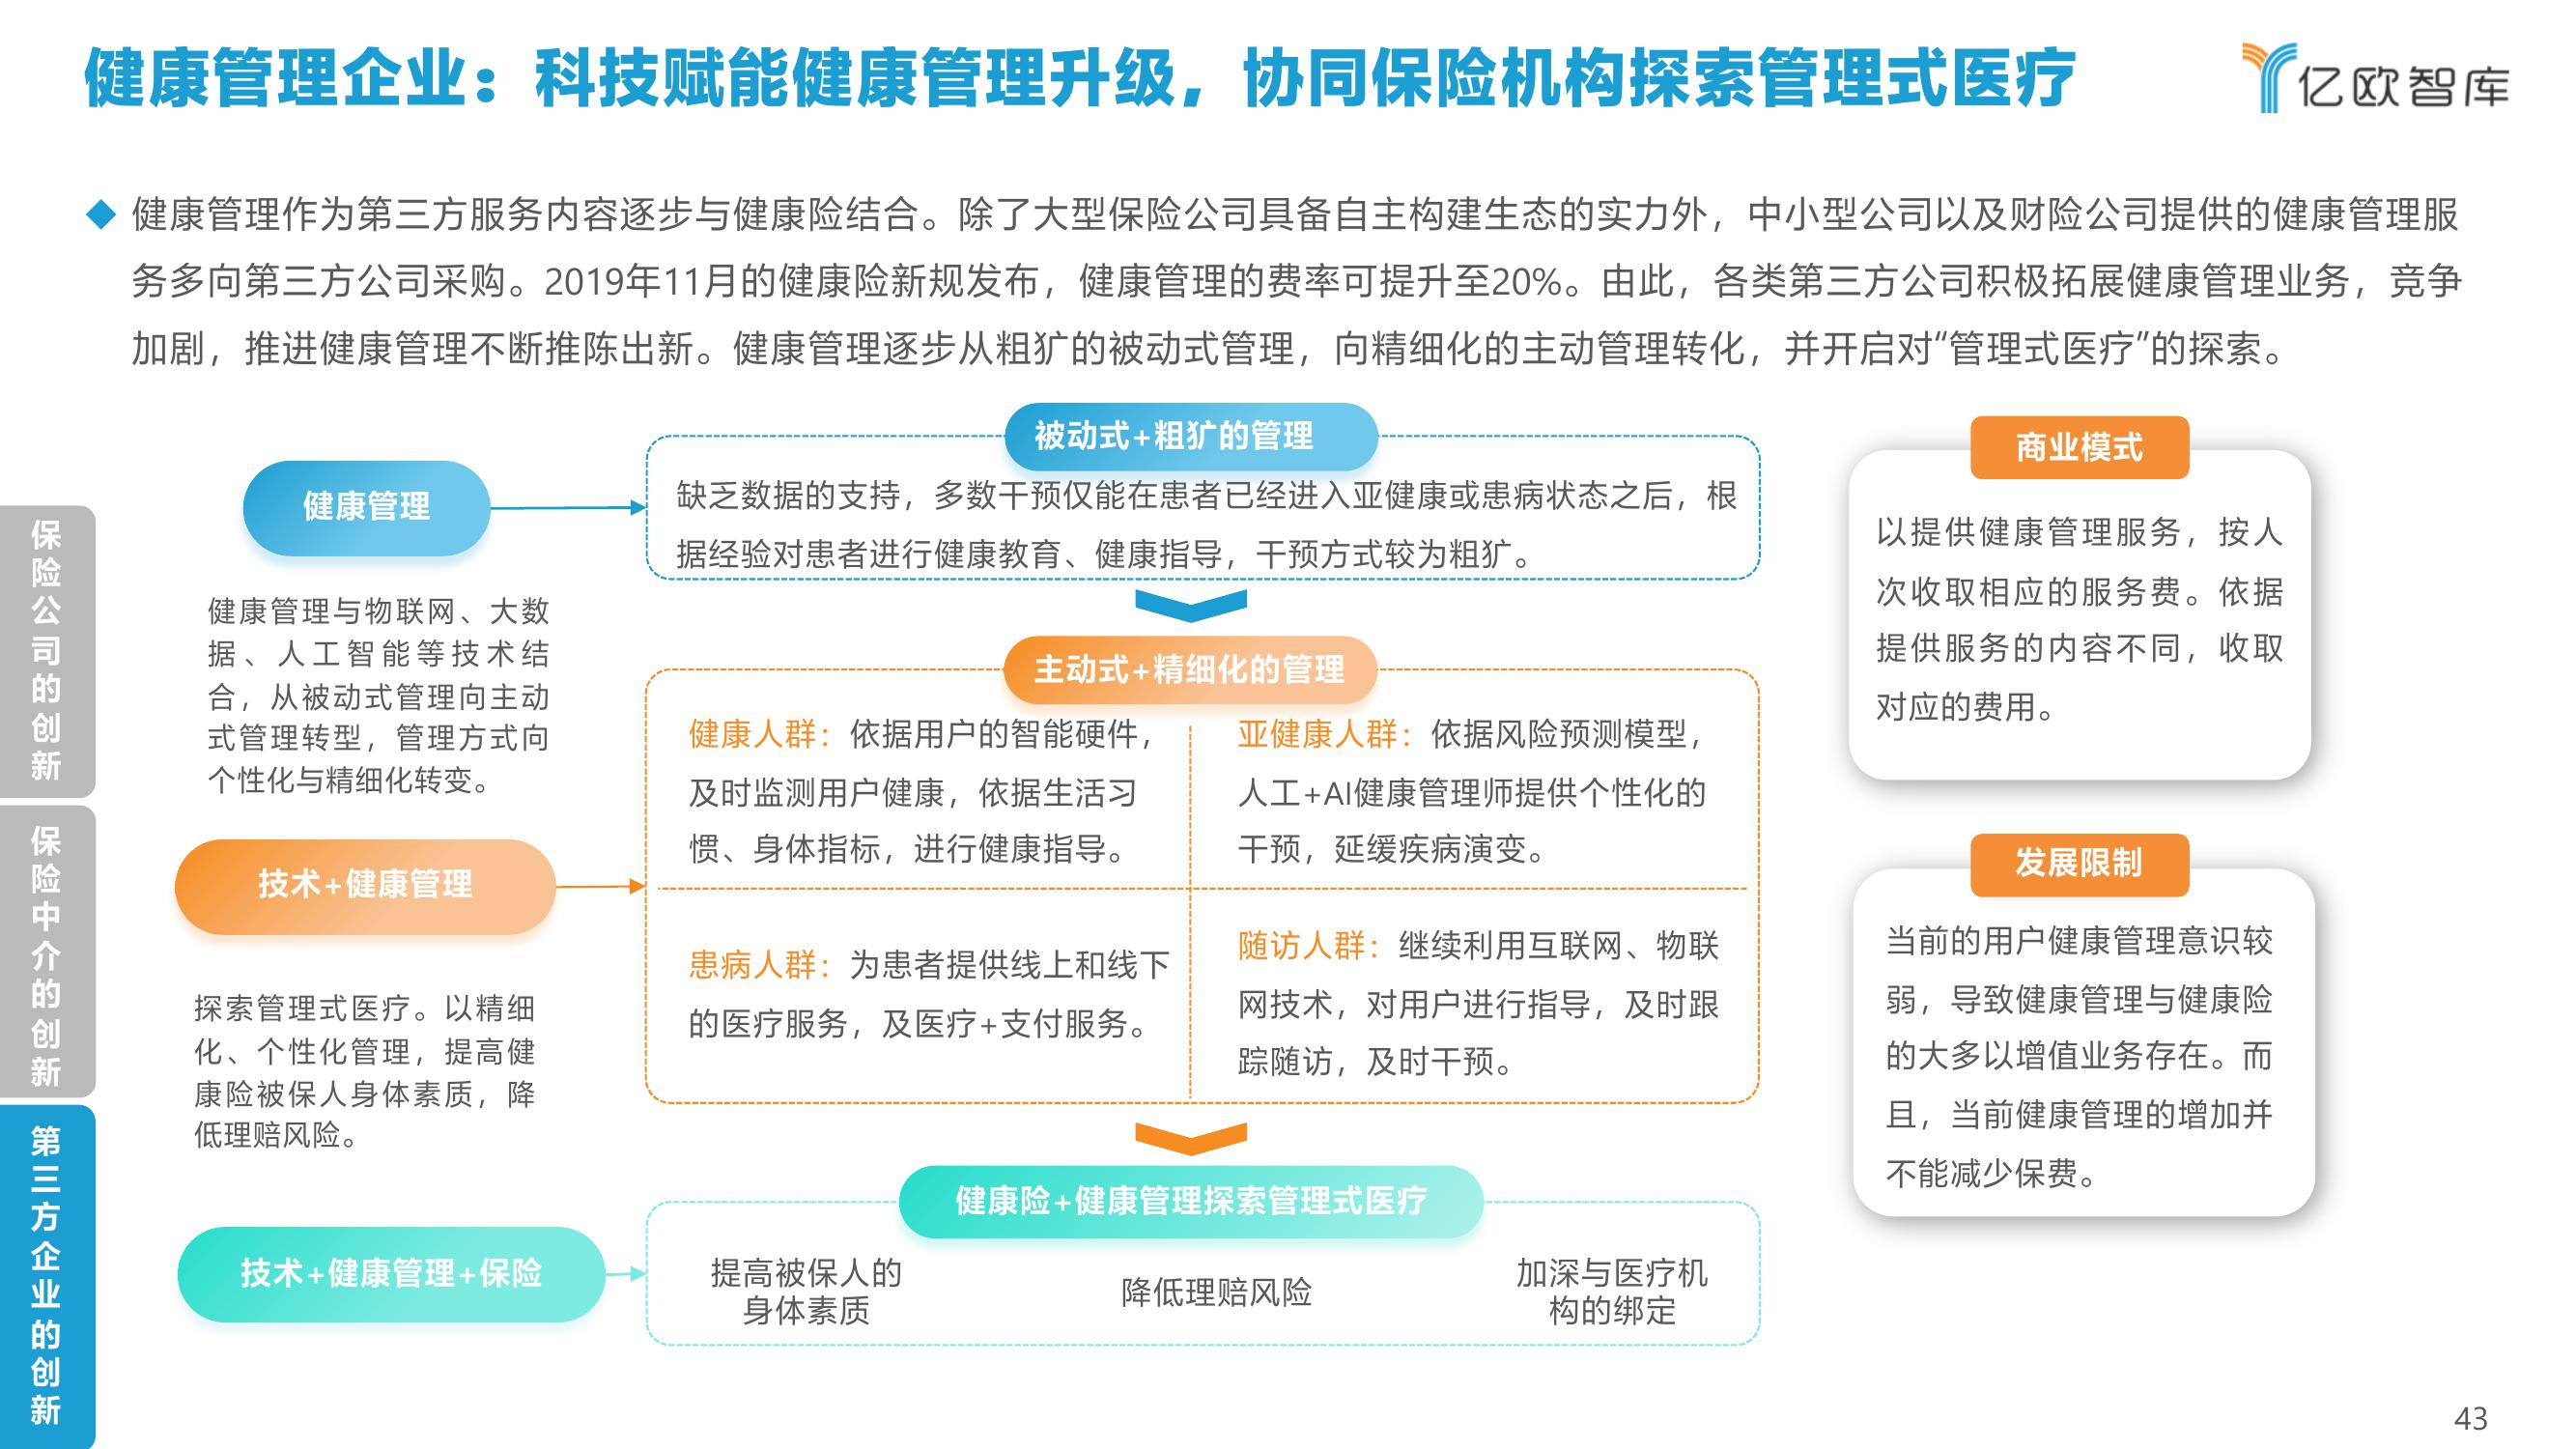 健康管理企业：科技赋能健康管理升级，协同保险机构探索管理式医疗
亿欧智库
健康管理作为第三方服务内容逐步与健康险结合。除了大型保险公司具备自主构建生态的实力外，中小型公司以及财险公司提供的健康管理服
务多向第三方公司采购。2019年11月的健康险新规发布，健康管理的费率可提升至20%。由此，各类第三方公司积极拓展健康管理业务，竞争
加剧，推进健康管理不断推陈出新。健康管理逐步从粗犷的被动式管理，向精细化的主动管理转化，并开启对“管理式医疗”的探索。
保险公司的创新
保险中介的创新
第三方企业的创新
健康管理
健康管理与物联网、大数
据、人工智能等技术结
合，从被动式管理向主动
式管理转型，管理方式向
个性化与精细化转变。
技术+健康管理
探索管理式医疗。以精细
化、个性化管理，提高健
康险被保人身体素质，降
低理赔风险。
技术+健康管理+保险
被动式+粗犷的管理
缺乏数据的支持，多数干预仅能在患者已经进入亚健康或患病状态之后，根
据经验对患者进行健康教育、健康指导，干预方式较为粗犷。
主动式+精细化的管理
健康人群：依据用户的智能硬件，
及时监测用户健康，依据生活习
惯、身体指标，进行健康指导。
亚健康人群：依据风险预测模型，
人工+AI健康管理师提供个性化的
干预，延缓疾病演变。
患病人群：为患者提供线上和线下
的医疗服务，及医疗+支付服务。
随访人群：继续利用互联网、物联
网技术，对用户进行指导，及时跟
踪随访，及时干预。
健康险+健康管理探索管理式医疗
提高被保人的
身体素质
降低理赔风险
加深与医疗机
构的绑定
商业模式
以提供健康管理服务，按人
次收取相应的服务费。依据
提供服务的内容不同，收取
对应的费用。
发展限制
当前的用户健康管理意识较
弱，导致健康管理与健康险
的大多以增值业务存在。而
且，当前健康管理的增加并
不能减少保费。
43